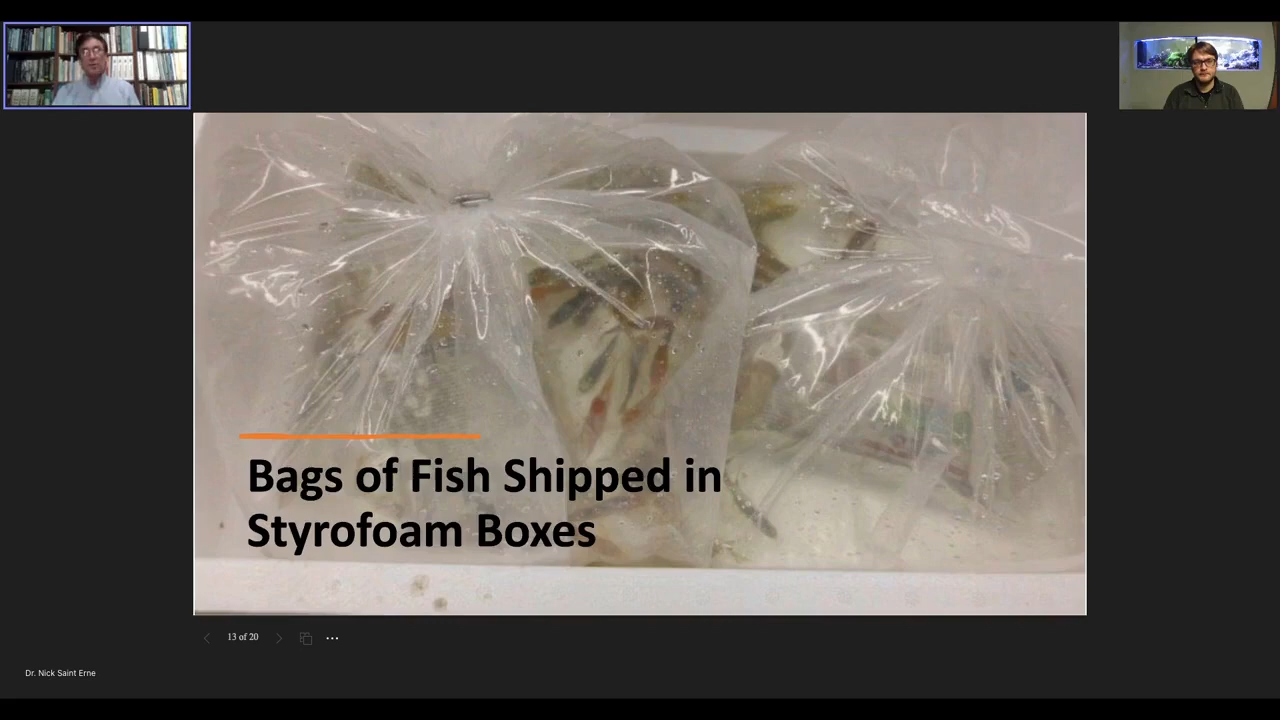 Bags of Fish Shipped in
Styrofoam Boxes
13 of 20
Dr. Nick Saint Erne